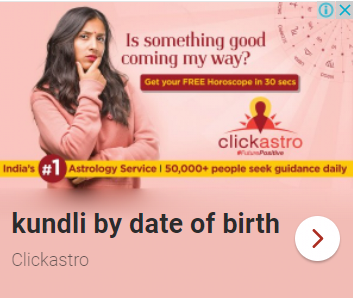 Is something good
coming my way?
Get your FREE Horoscope in 30 secs
clickastro
#FuturePositive
India's #1 Astrology Service | 50,000+ people seek guidance daily
kundli by date of birth
Clickastro